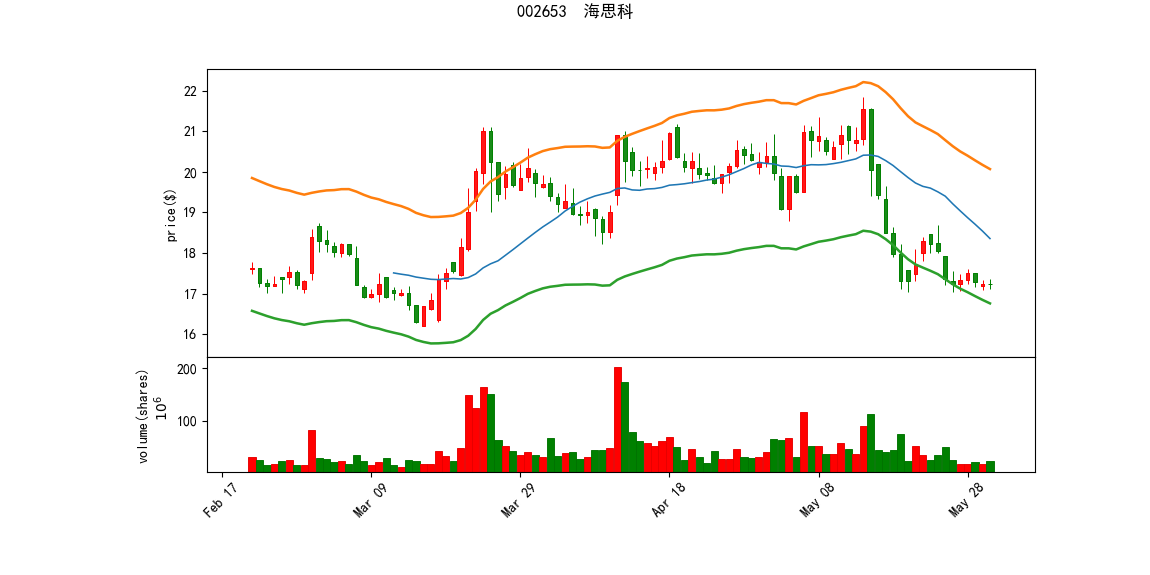 002653 海思科
price($)
22
21
20
19
18
17
16
volume(shares)
10^6
200
100
Feb 17
Mar 09
Mar 29
Apr 18
May 08
May 28